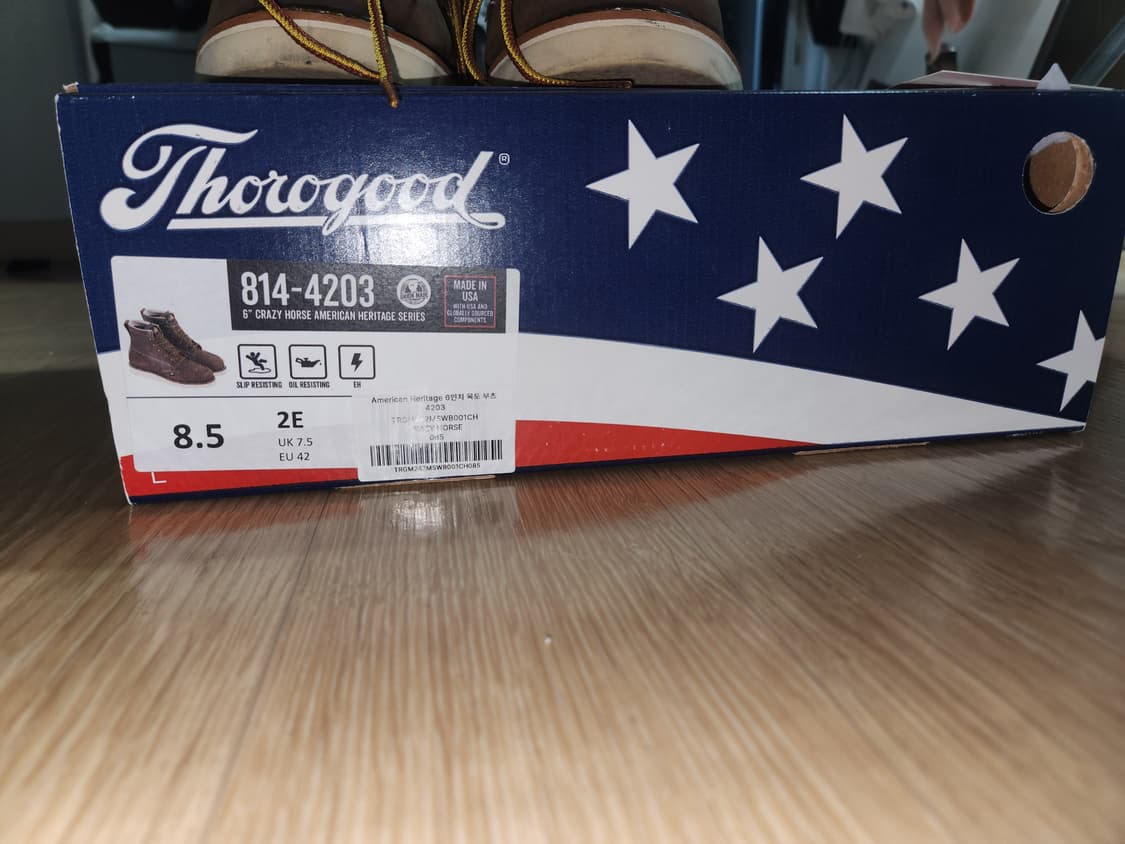 Thorogood®
814-4203
6" CRAZY HORSE AMERICAN HERITAGE SERIES
MADE IN
USA
WITH USA AND
GLOBALLY SOURCED
COMPONENTS
SLIP RESISTING
OIL RESISTING
EH
8.5
2E
UK 7.5
EU 42
American Heritage 6인치 목토 부츠
4203
HORSE
085